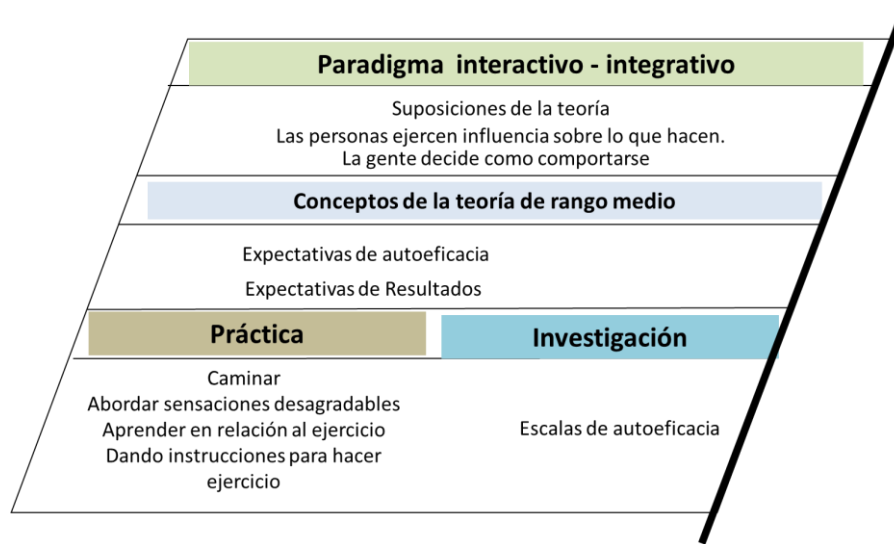 Paradigma interactivo - integrativo
Suposiciones de la teoría
Las personas ejercen influencia sobre lo que hacen.
La gente decide como comportarse
Conceptos de la teoría de rango medio
Expectativas de autoeficacia
Expectativas de Resultados
Práctica
Investigación
Caminar
Abordar sensaciones desagradables
Aprender en relación al ejercicio
Dando instrucciones para hacer
ejercicio
Escalas de autoeficacia